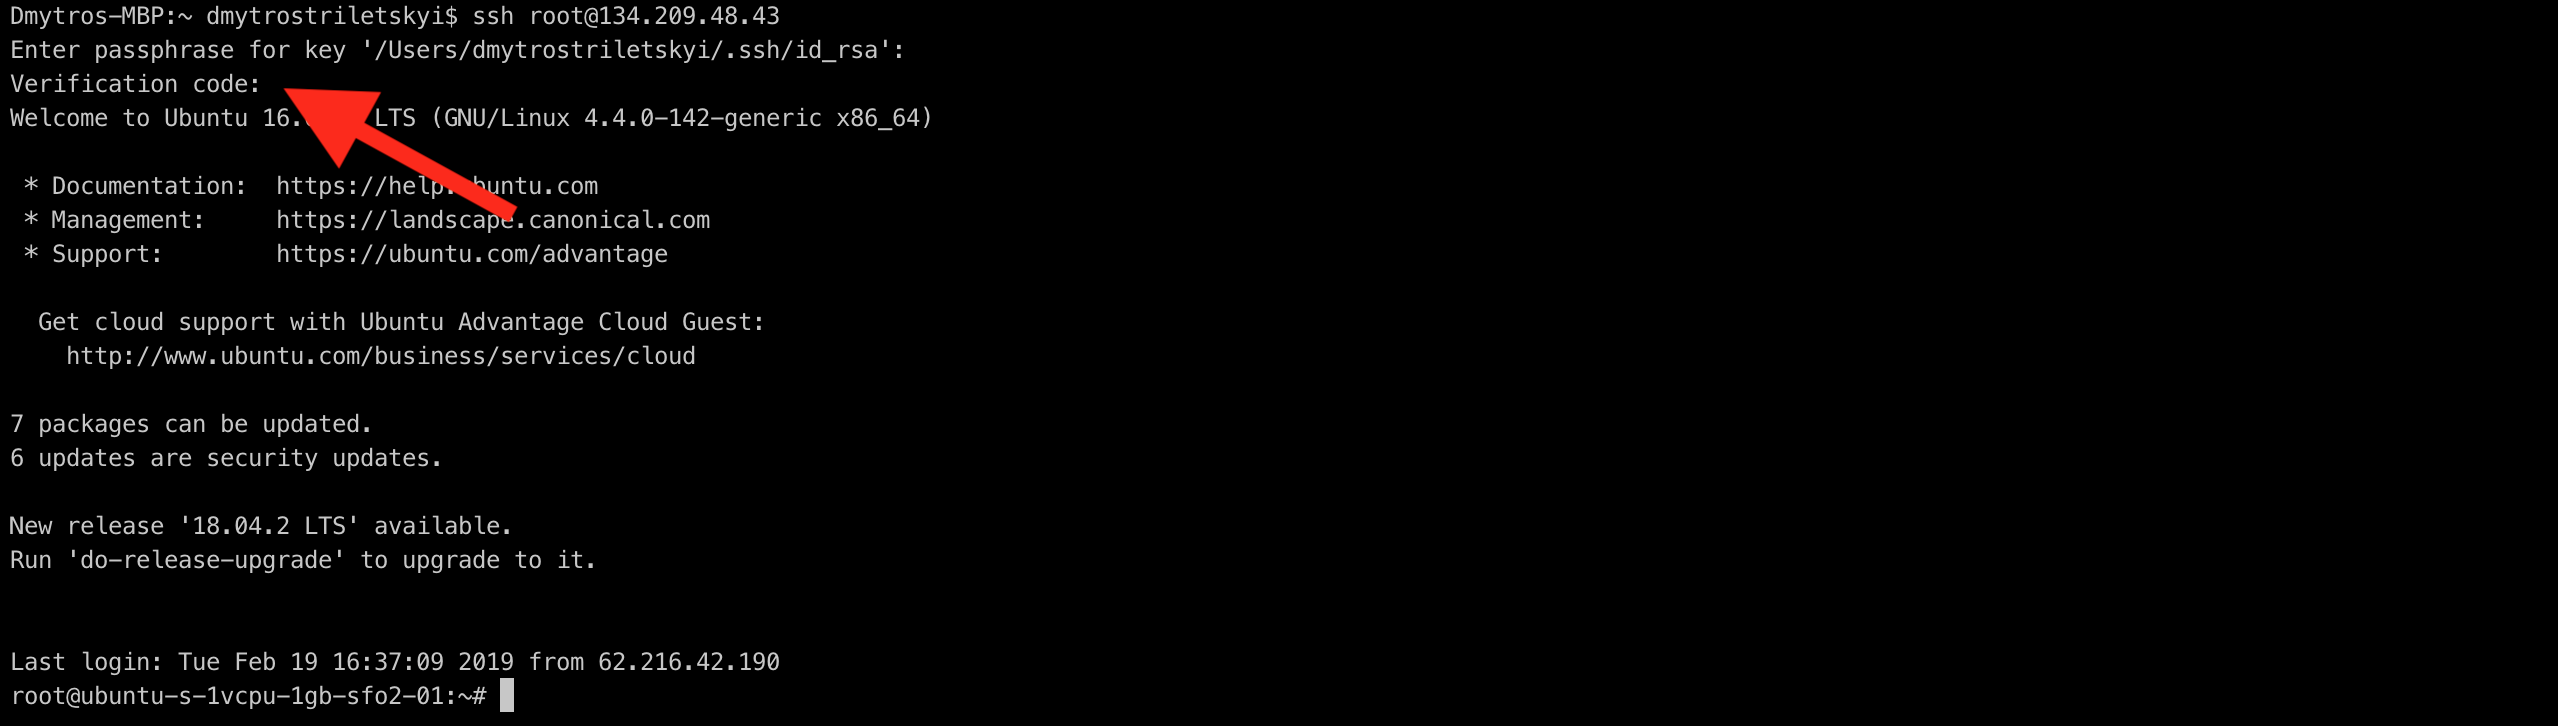 Dmytros-MBP:~ dmytrostriletskyi$ ssh root@134.209.48.43
Enter passphrase for key '/Users/dmytrostriletskyi/.ssh/id_rsa':
Verification code:
Welcome to Ubuntu LTS (GNU/Linux 4.4.0-142-generic x86_64)
* Documentation: https://help.ubuntu.com
* Management: https://landscape.canonical.com
* Support: https://ubuntu.com/advantage
Get cloud support with Ubuntu Advantage Cloud Guest:
http://www.ubuntu.com/business/services/cloud
7 packages can be updated.
6 updates are security updates.
New release '18.04.2 LTS' available.
Run 'do-release-upgrade' to upgrade to it.
Last login: Tue Feb 19 16:37:09 2019 from 62.216.42.190
root@ubuntu-s-1vcpu-1gb-sfo2-01:~#